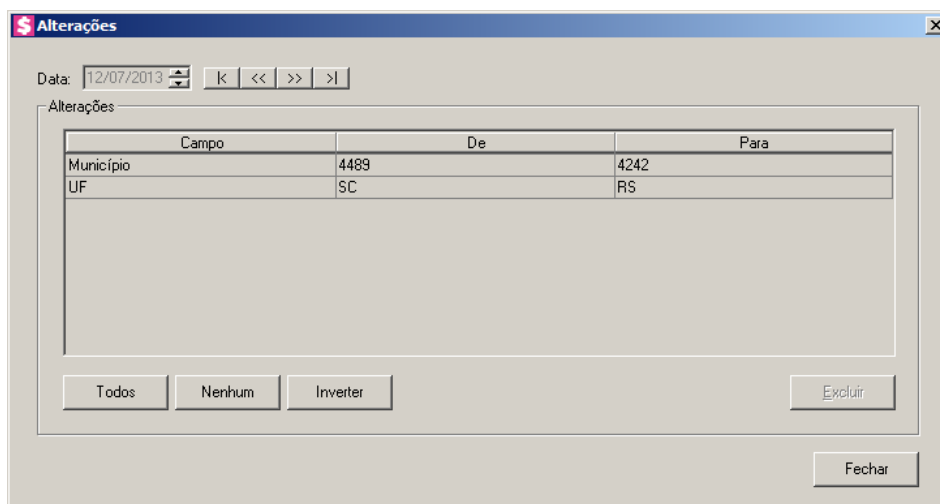 Alterações
Data: 12/07/2013 |< << >> >|
Alterações
Campo De Para
Município 4489 4242
UF SC RS
Todos Nenhum Inverter Excluir
Fechar